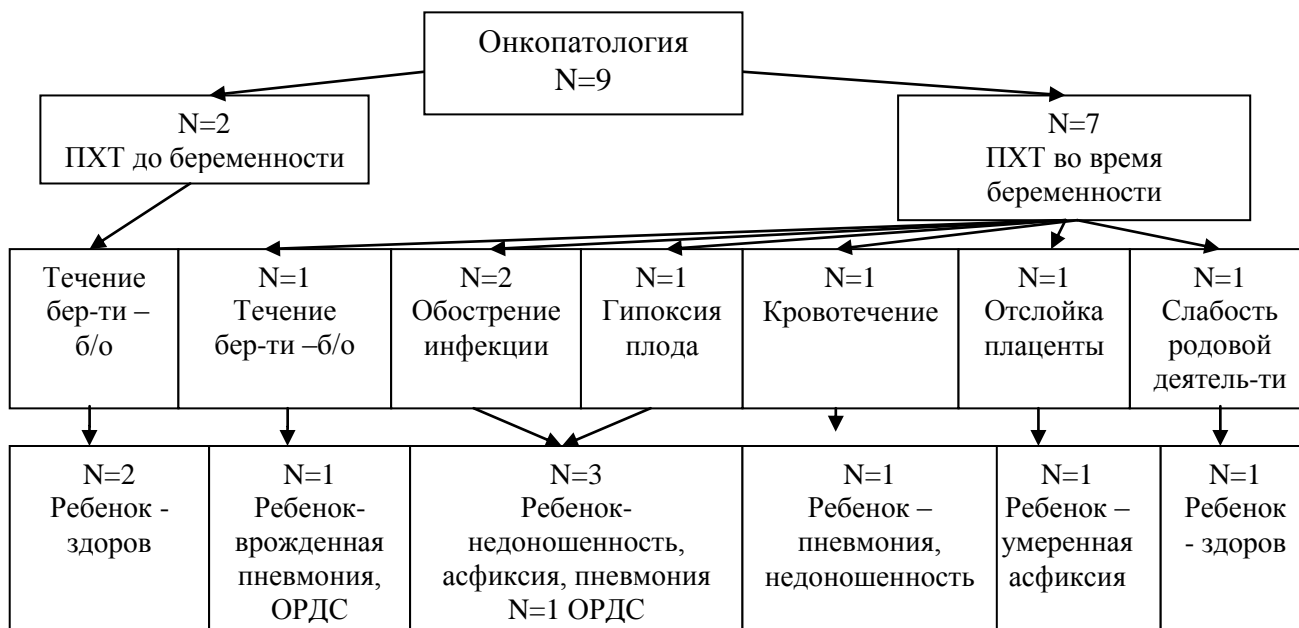 Онкопатология
N=9
N=2
ПХТ до беременности
N=7
ПХТ во время
беременности
Течение
бер-ти –
б/о
N=1
Течение
бер-ти –б/о
N=2
Обострение
инфекции
N=1
Гипоксия
плода
N=1
Кровотечение
N=1
Отслойка
плаценты
N=1
Слабость
родовой
деятель-ти
N=2
Ребенок -
здоров
N=1
Ребенок-
врожденная
пневмония,
ОРДС
N=3
Ребенок-
недоношенность,
асфиксия, пневмония
N=1 ОРДС
N=1
Ребенок –
пневмония,
недоношенность
N=1
Ребенок –
умеренная
асфиксия
N=1
Ребенок
- здоров